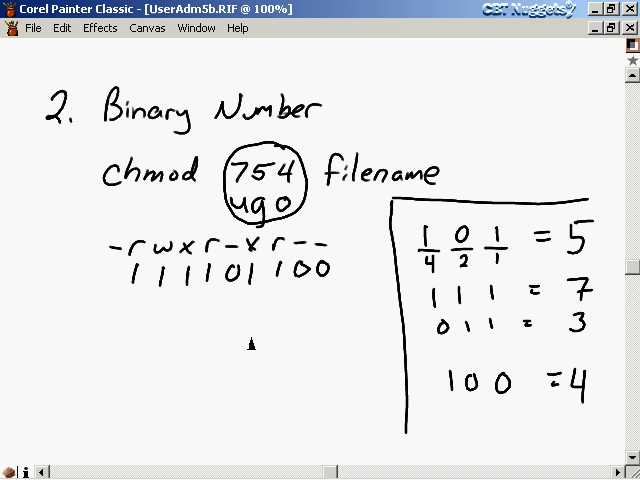 Corel Painter Classic - [UserAdm5b.RIF @ 100%]
CBT Nuggets
File Edit Effects Canvas Window Help
2. Binary Number
chmod 754 filename
ugo
-rwxr-xr--
111101100
1 0 1 = 5
4 2 1
1 1 1 = 7
0 1 1 = 3
1 0 0 = 4